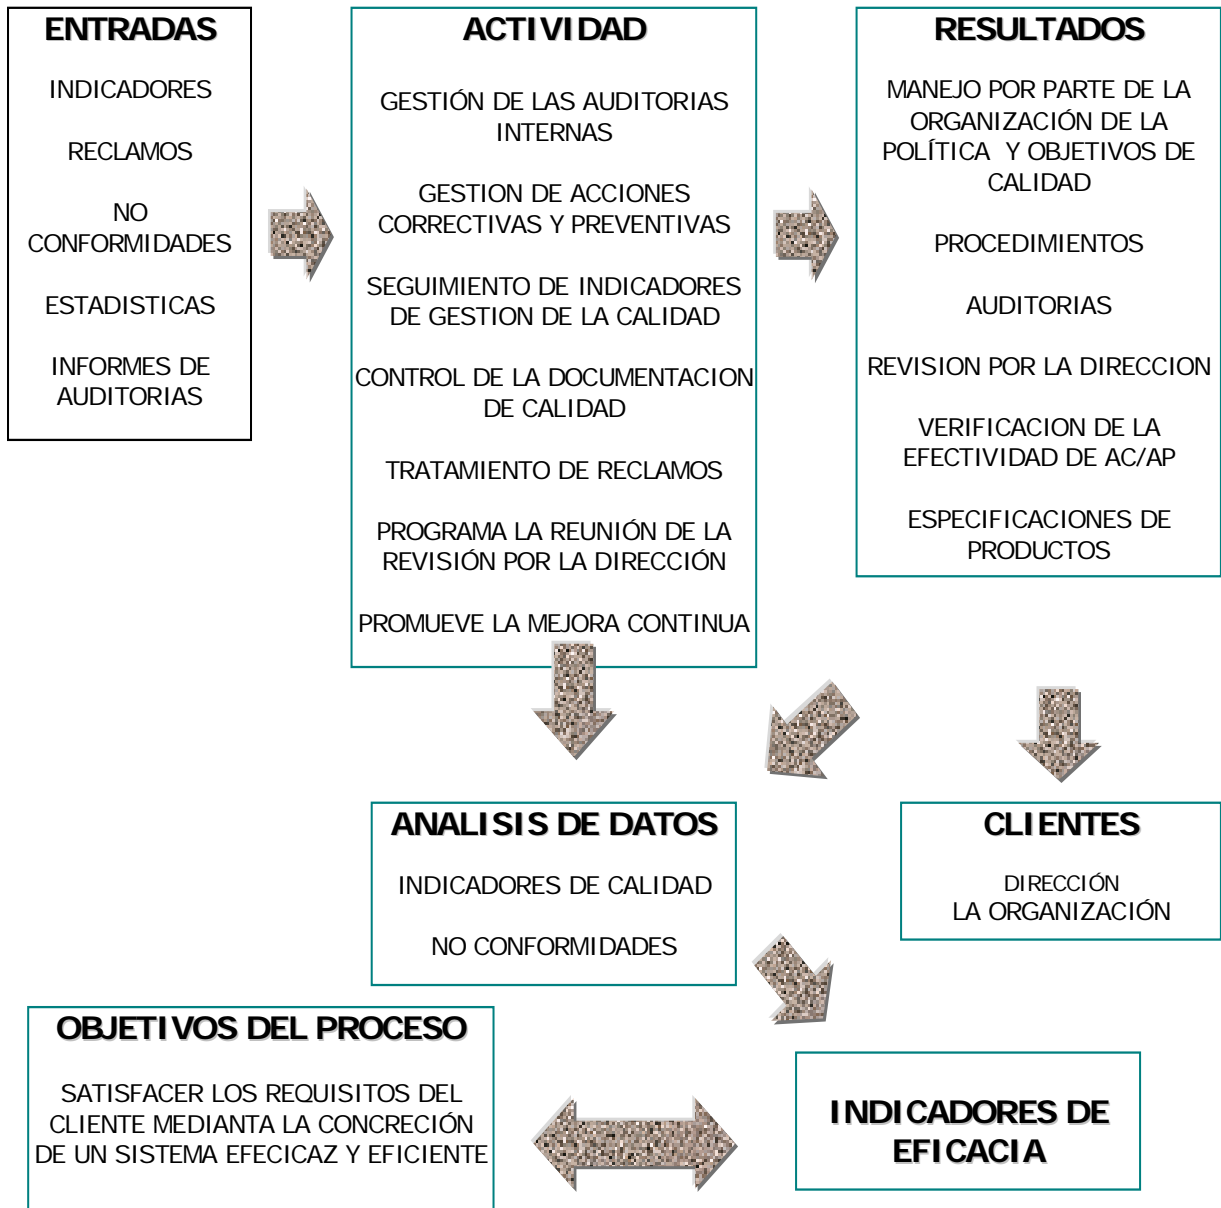 ENTRADAS
INDICADORES
RECLAMOS
NO
CONFORMIDADES
ESTADISTICAS
INFORMES DE
AUDITORIAS
ACTIVIDAD
GESTIÓN DE LAS AUDITORIAS
INTERNAS
GESTION DE ACCIONES
CORRECTIVAS Y PREVENTIVAS
SEGUIMIENTO DE INDICADORES
DE GESTION DE LA CALIDAD
CONTROL DE LA DOCUMENTACION
DE CALIDAD
TRATAMIENTO DE RECLAMOS
PROGRAMA LA REUNIÓN DE LA
REVISIÓN POR LA DIRECCIÓN
PROMUEVE LA MEJORA CONTINUA
RESULTADOS
MANEJO POR PARTE DE LA
ORGANIZACIÓN DE LA
POLÍTICA Y OBJETIVOS DE
CALIDAD
PROCEDIMIENTOS
AUDITORIAS
REVISION POR LA DIRECCION
VERIFICACION DE LA
EFECTIVIDAD DE AC/AP
ESPECIFICACIONES DE
PRODUCTOS
ANALISIS DE DATOS
INDICADORES DE CALIDAD
NO CONFORMIDADES
CLIENTES
DIRECCIÓN
LA ORGANIZACIÓN
OBJETIVOS DEL PROCESO
SATISFACER LOS REQUISITOS DEL
CLIENTE MEDIANTA LA CONCRECIÓN
DE UN SISTEMA EFECICAZ Y EFICIENTE
INDICADORES DE
EFICACIA